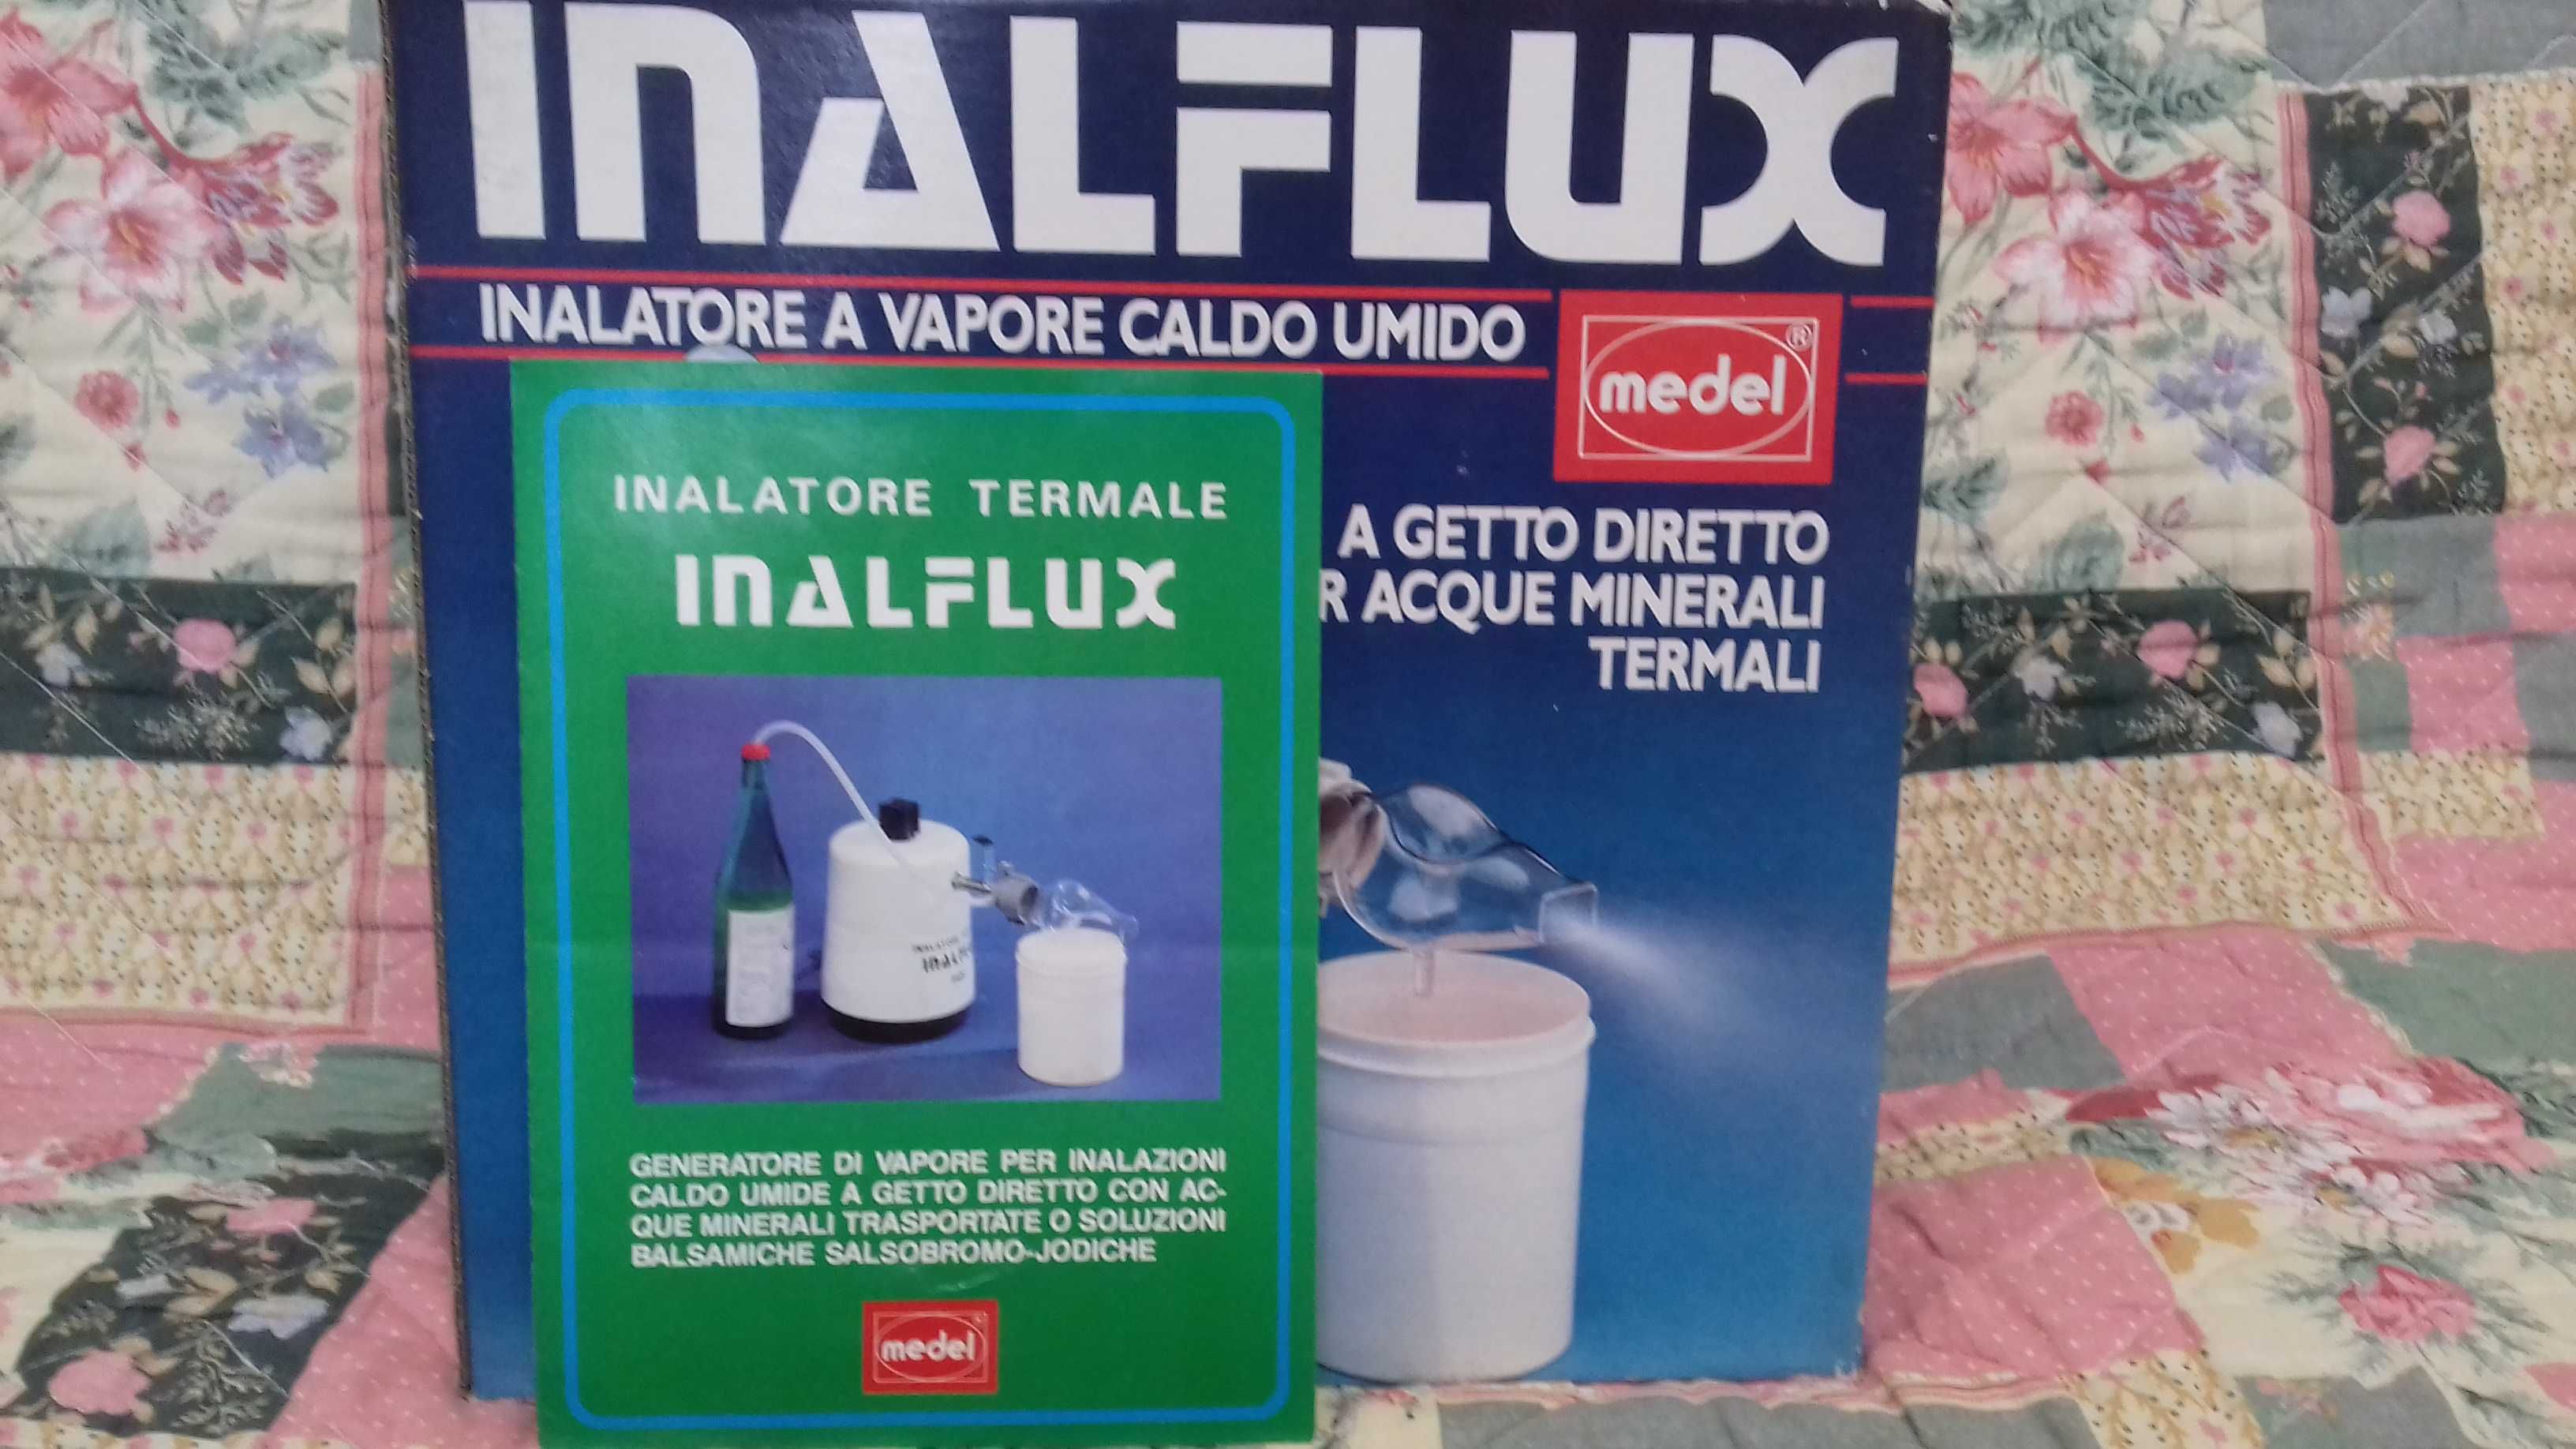 INALFLUX
INALATORE A VAPORE CALDO UMIDO
medel®
A GETTO DIRETTO
R ACQUE MINERALI
TERMALI
INALATORE TERMALE
INALFLUX
GENERATORE DI VAPORE PER INALAZIONI
CALDO UMIDE A GETTO DIRETTO CON AC-
QUE MINERALI TRASPORTATE O SOLUZIONI
BALSAMICHE SALSOBROMO-JODICHE
medel